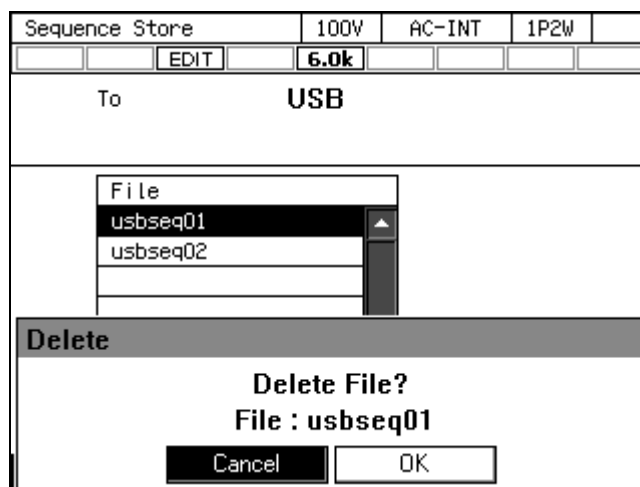 Sequence Store 100V AC-INT 1P2W
EDIT 6.0k
To USB
File
usbseq01
usbseq02
Delete
Delete File?
File : usbseq01
Cancel OK